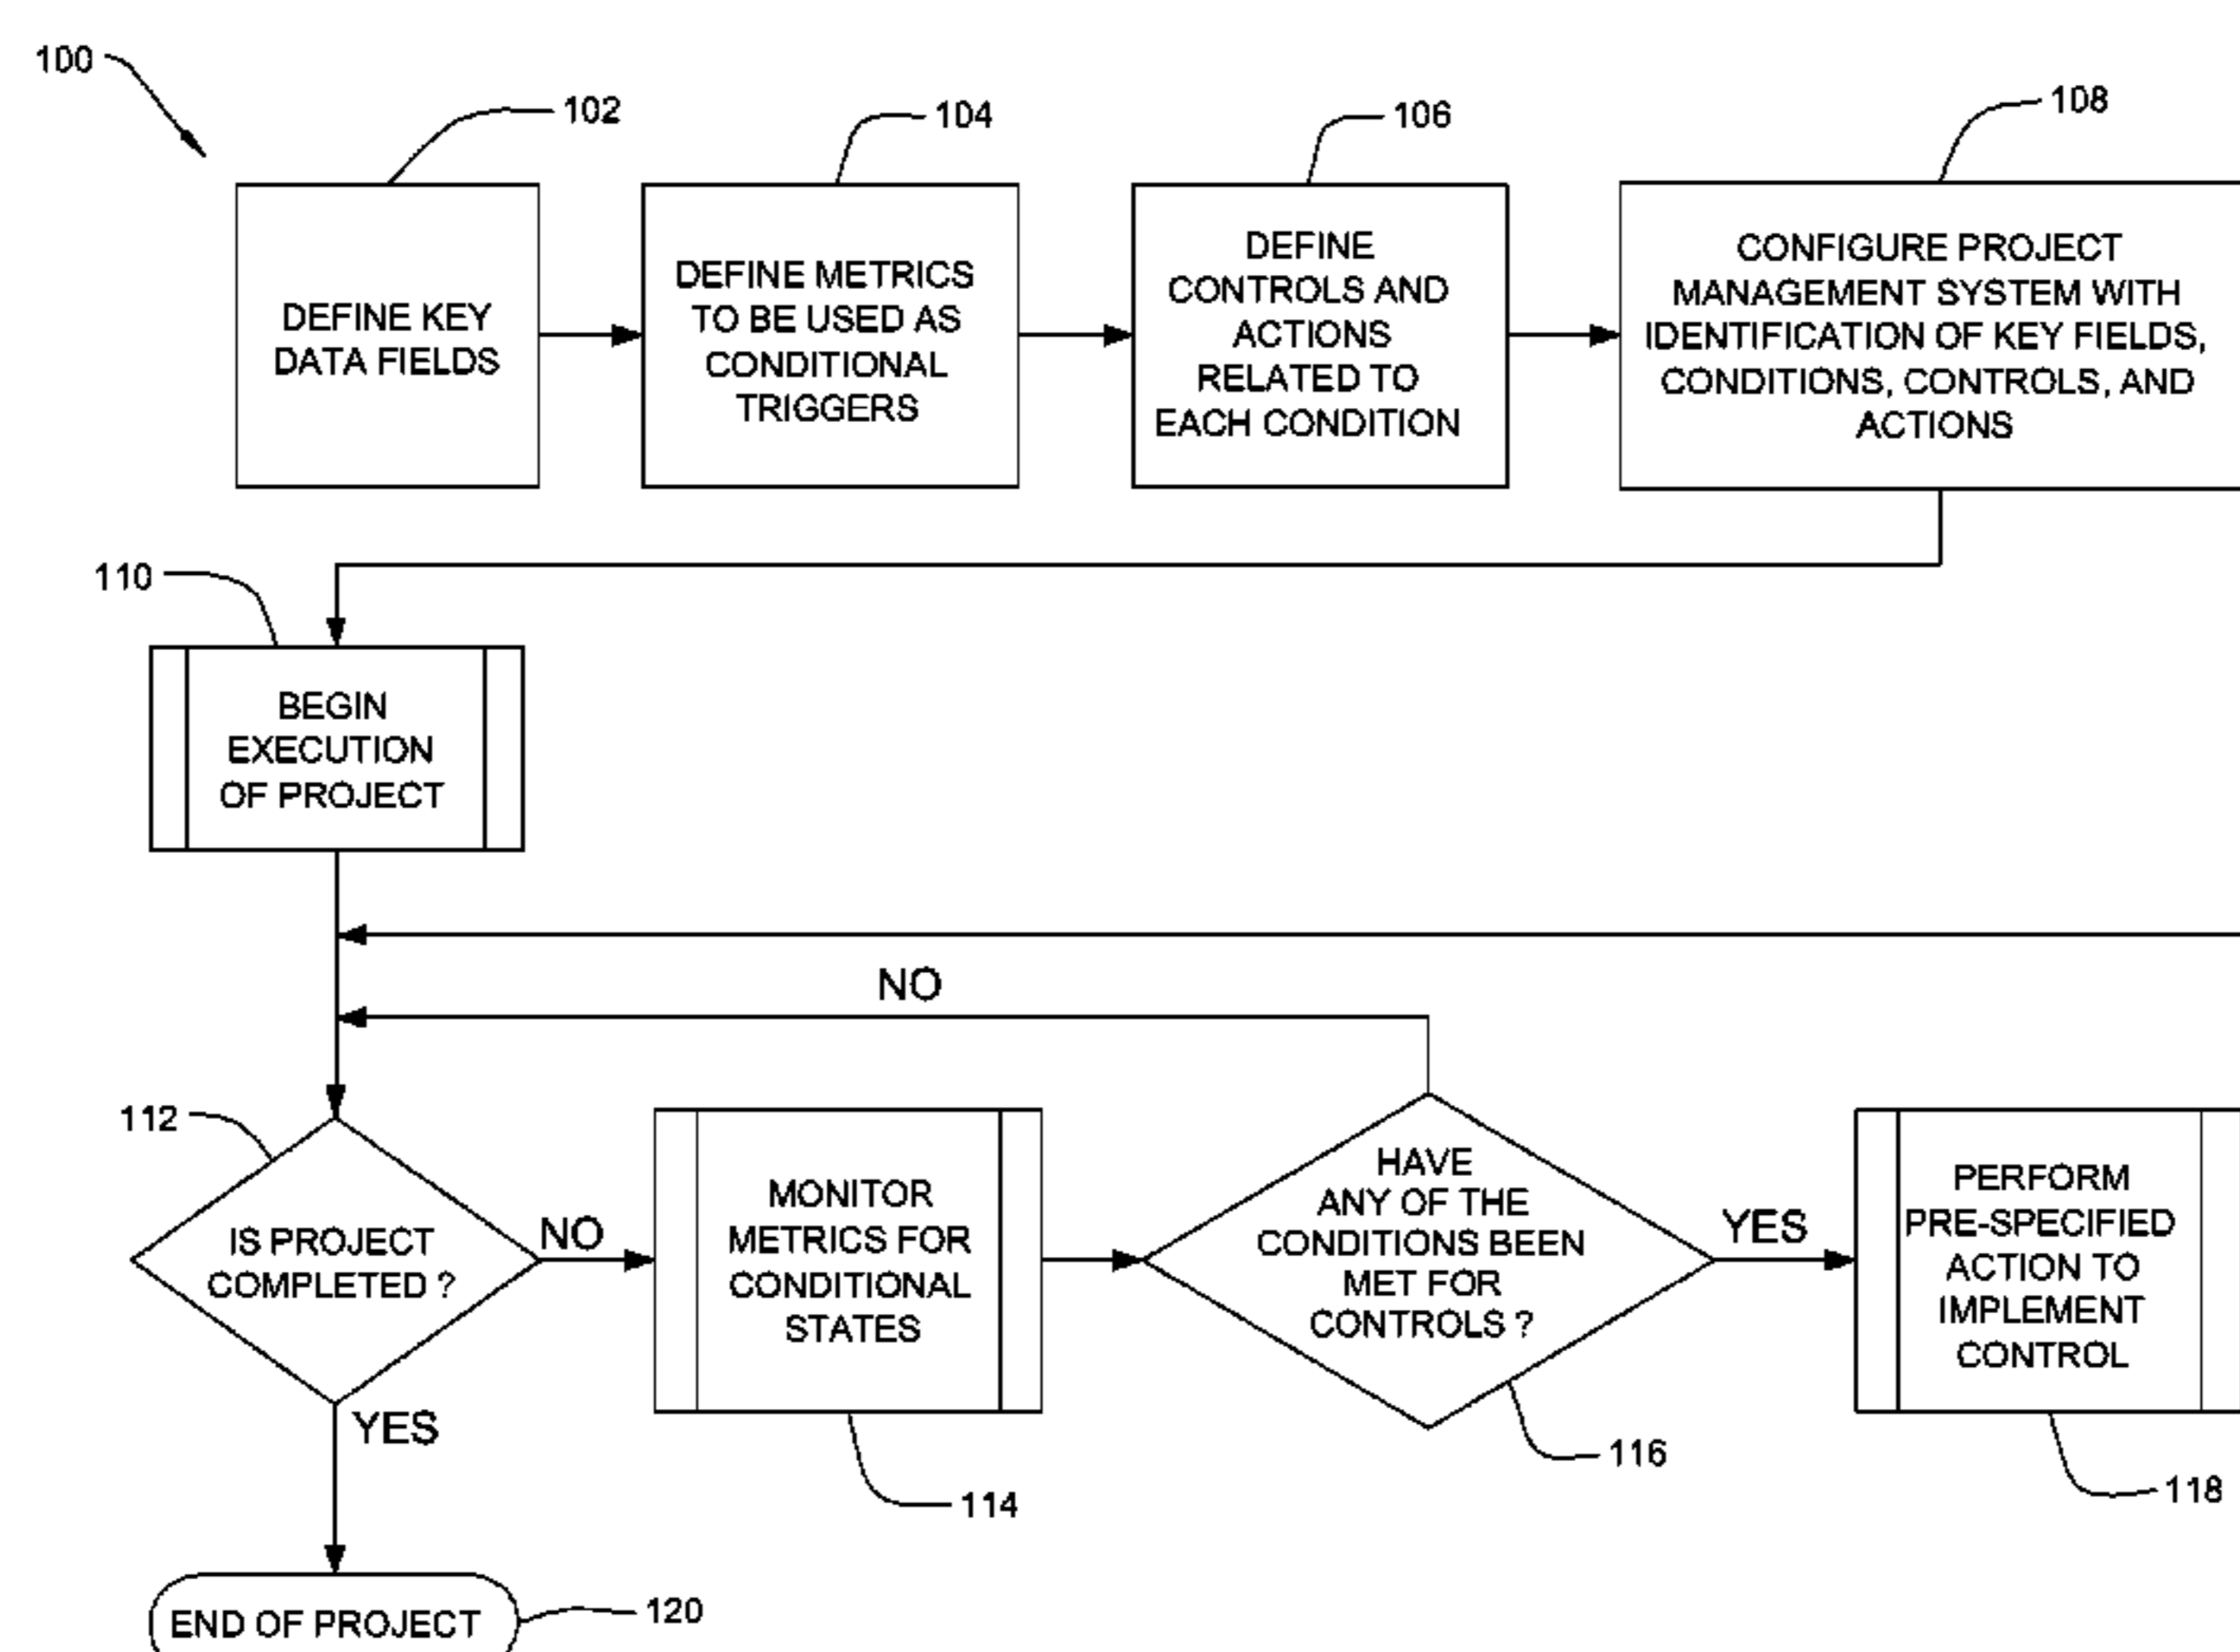 100
102
104
106
108
DEFINE KEY
DATA FIELDS
DEFINE METRICS
TO BE USED AS
CONDITIONAL
TRIGGERS
DEFINE
CONTROLS AND
ACTIONS
RELATED TO
EACH CONDITION
CONFIGURE PROJECT
MANAGEMENT SYSTEM WITH
IDENTIFICATION OF KEY FIELDS,
CONDITIONS, CONTROLS, AND
ACTIONS
110
BEGIN
EXECUTION
OF PROJECT
NO
112
IS PROJECT
COMPLETED ?
NO
MONITOR
METRICS FOR
CONDITIONAL
STATES
HAVE
ANY OF THE
CONDITIONS BEEN
MET FOR
CONTROLS ?
YES
PERFORM
PRE-SPECIFIED
ACTION TO
IMPLEMENT
CONTROL
YES
114
116
118
END OF PROJECT
120